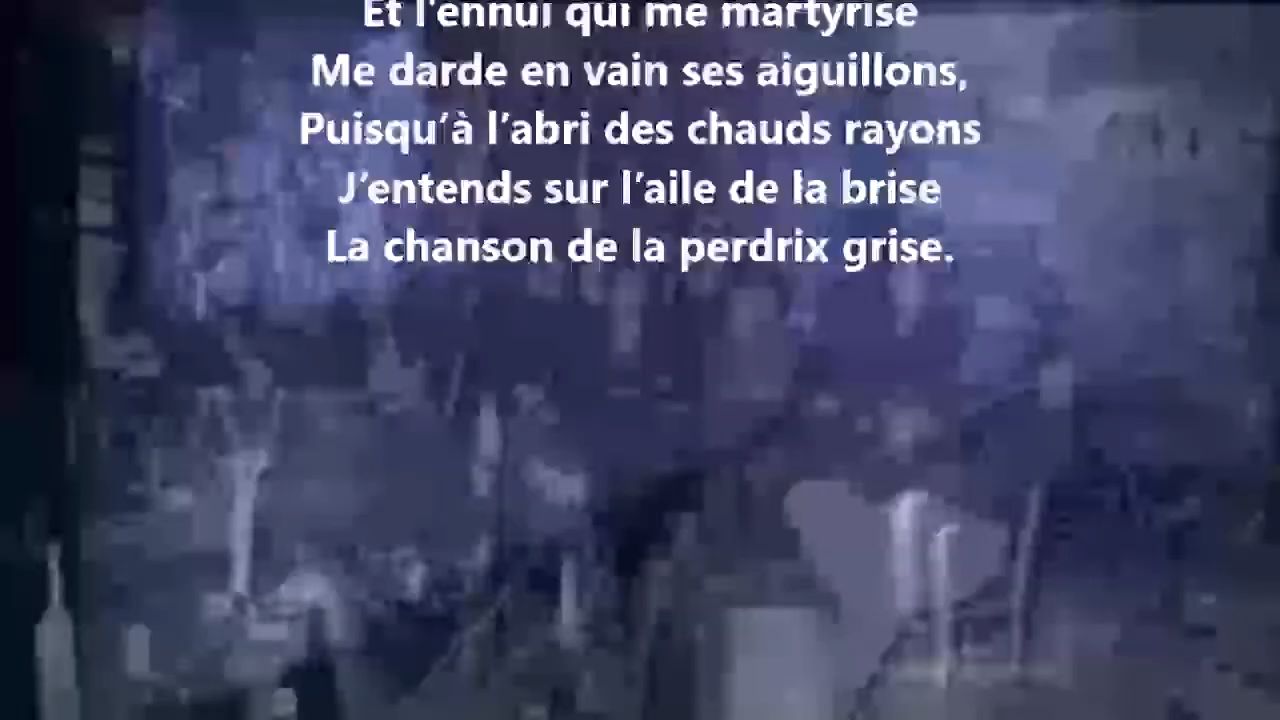 Et l'ennui qui me martyrise
Me darde en vain ses aiguillons,
Puisqu’à l’abri des chauds rayons
J’entends sur l’aile de la brise
La chanson de la perdrix grise.